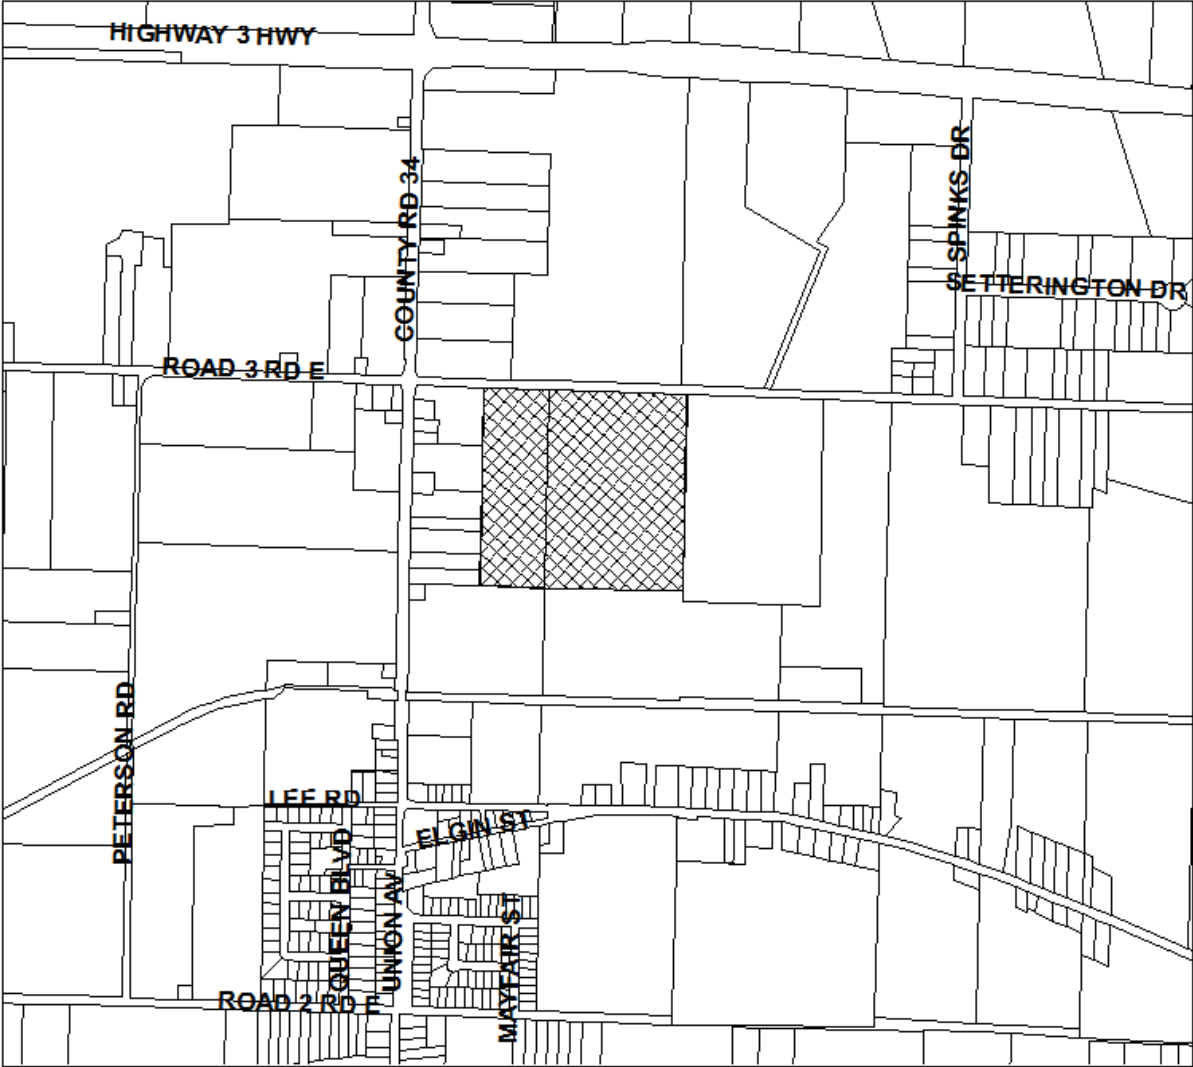 HIGHWAY 3 HWY
COUNTY RD 34
SPINKS DR
SETTERINGTON DR
ROAD 3 RD E
PETERSON RD
LEE RD
ELGIN ST
QUEEN BLVD
UNION AV
MAYFAIR ST
ROAD 2 RD E